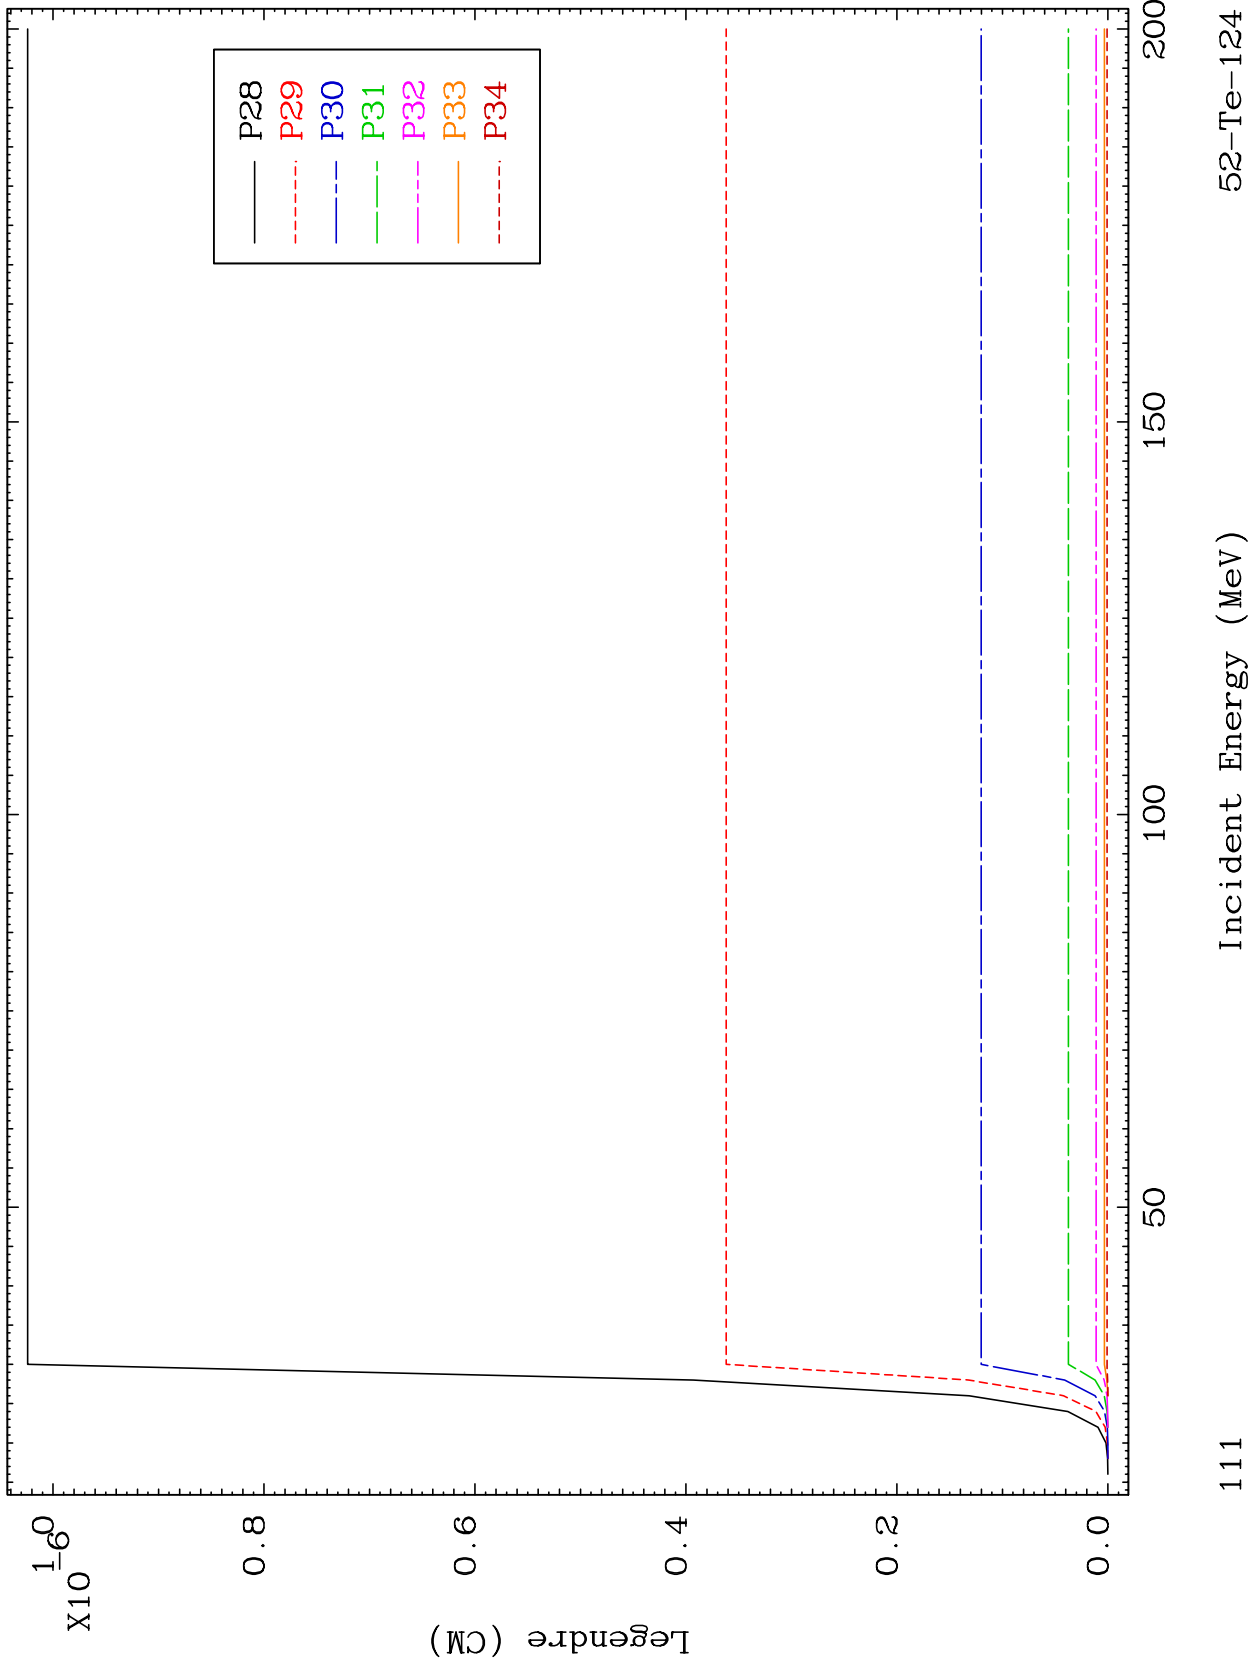 X10
-6
1.0
0.8
0.6
0.4
0.2
0.0
Legendre (CM)
P28
P29
P30
P31
P32
P33
P34
50
100
150
200
Incident Energy (MeV)
111
52-Te-124